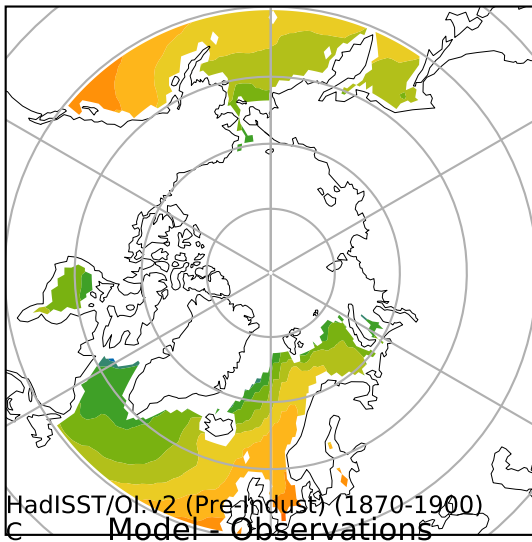 HadISST/OI.v2 (Pre-Indust) (1870-1900)
C Model - Observations